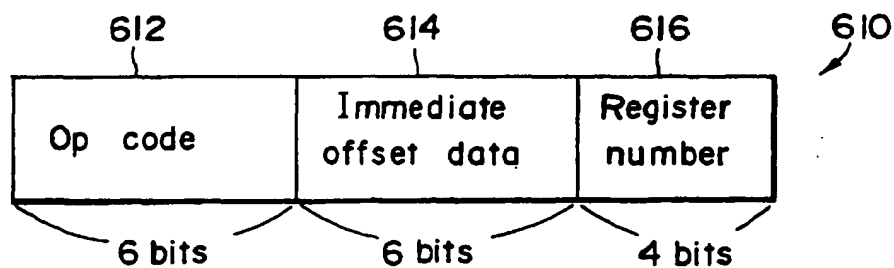 612 614 616 610
Op code
Immediate
offset data
Register
number
6 bits 6 bits 4 bits